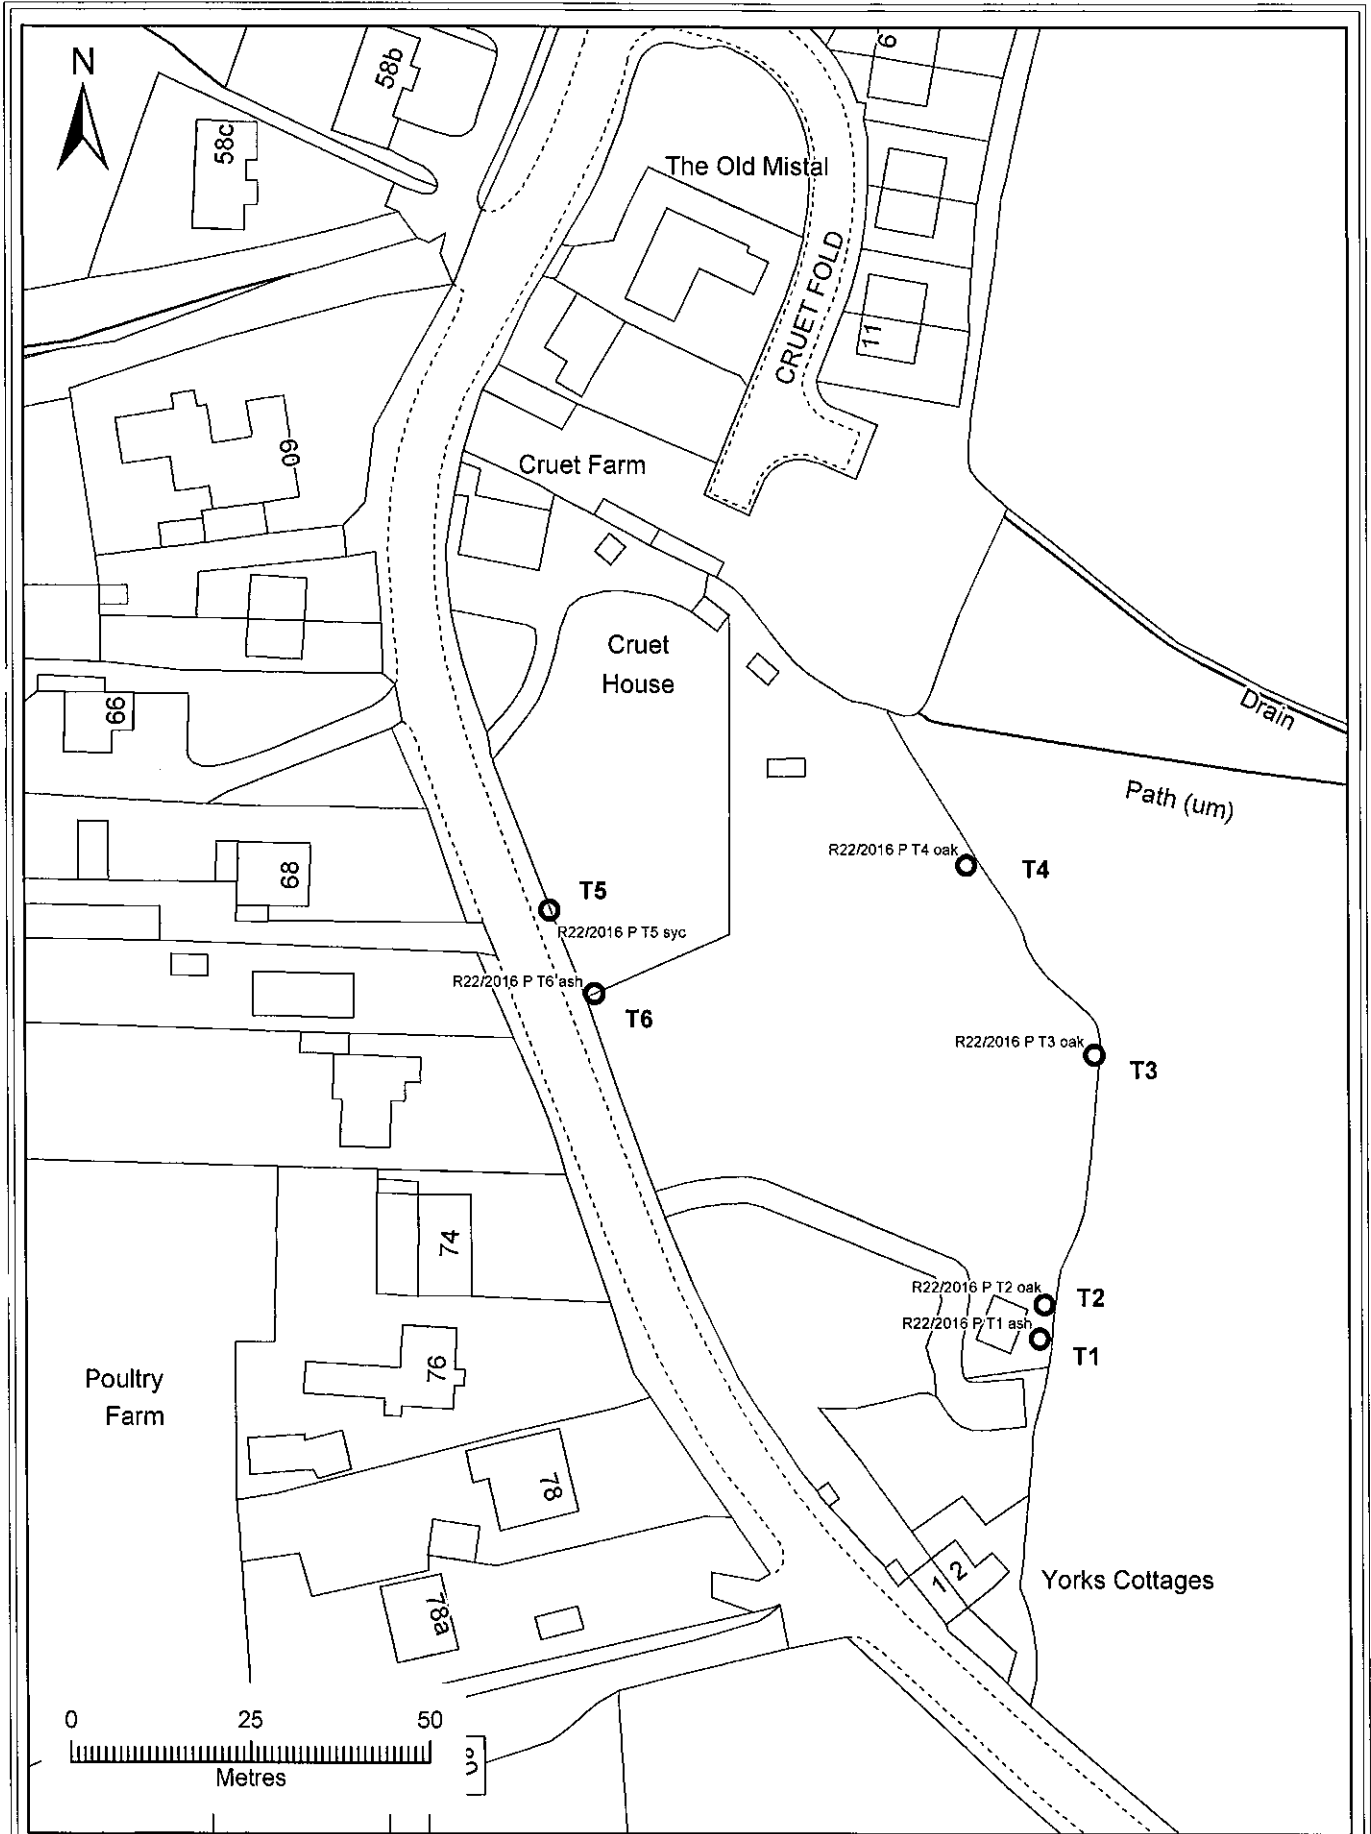 N
58b
58c
6
The Old Mistal
CRUET FOLD
11
60
Cruet Farm
Cruet
House
66
Drain
Path (um)
68
R22/2016 P T4 oak
T4
T5
R22/2016 P T5 syc
R22/2016 P T6 ash
T6
R22/2016 P T3 oak
T3
74
R22/2016 P T2 oak
T2
R22/2016 P T1 ash
T1
76
Poultry
Farm
78
1
2
Yorks Cottages
78a
0 25 50
Metres